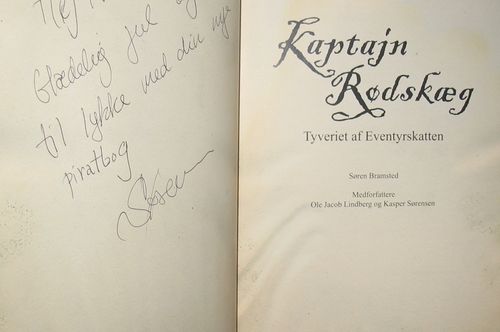 Glædelig jul og
til lykke med din nye
piratbog
Søren
Kaptajn
Rødskæg
Tyveriet af Eventyrskatten
Søren Bramsted
Medforfattere
Ole Jacob Lindberg og Kasper Sørensen